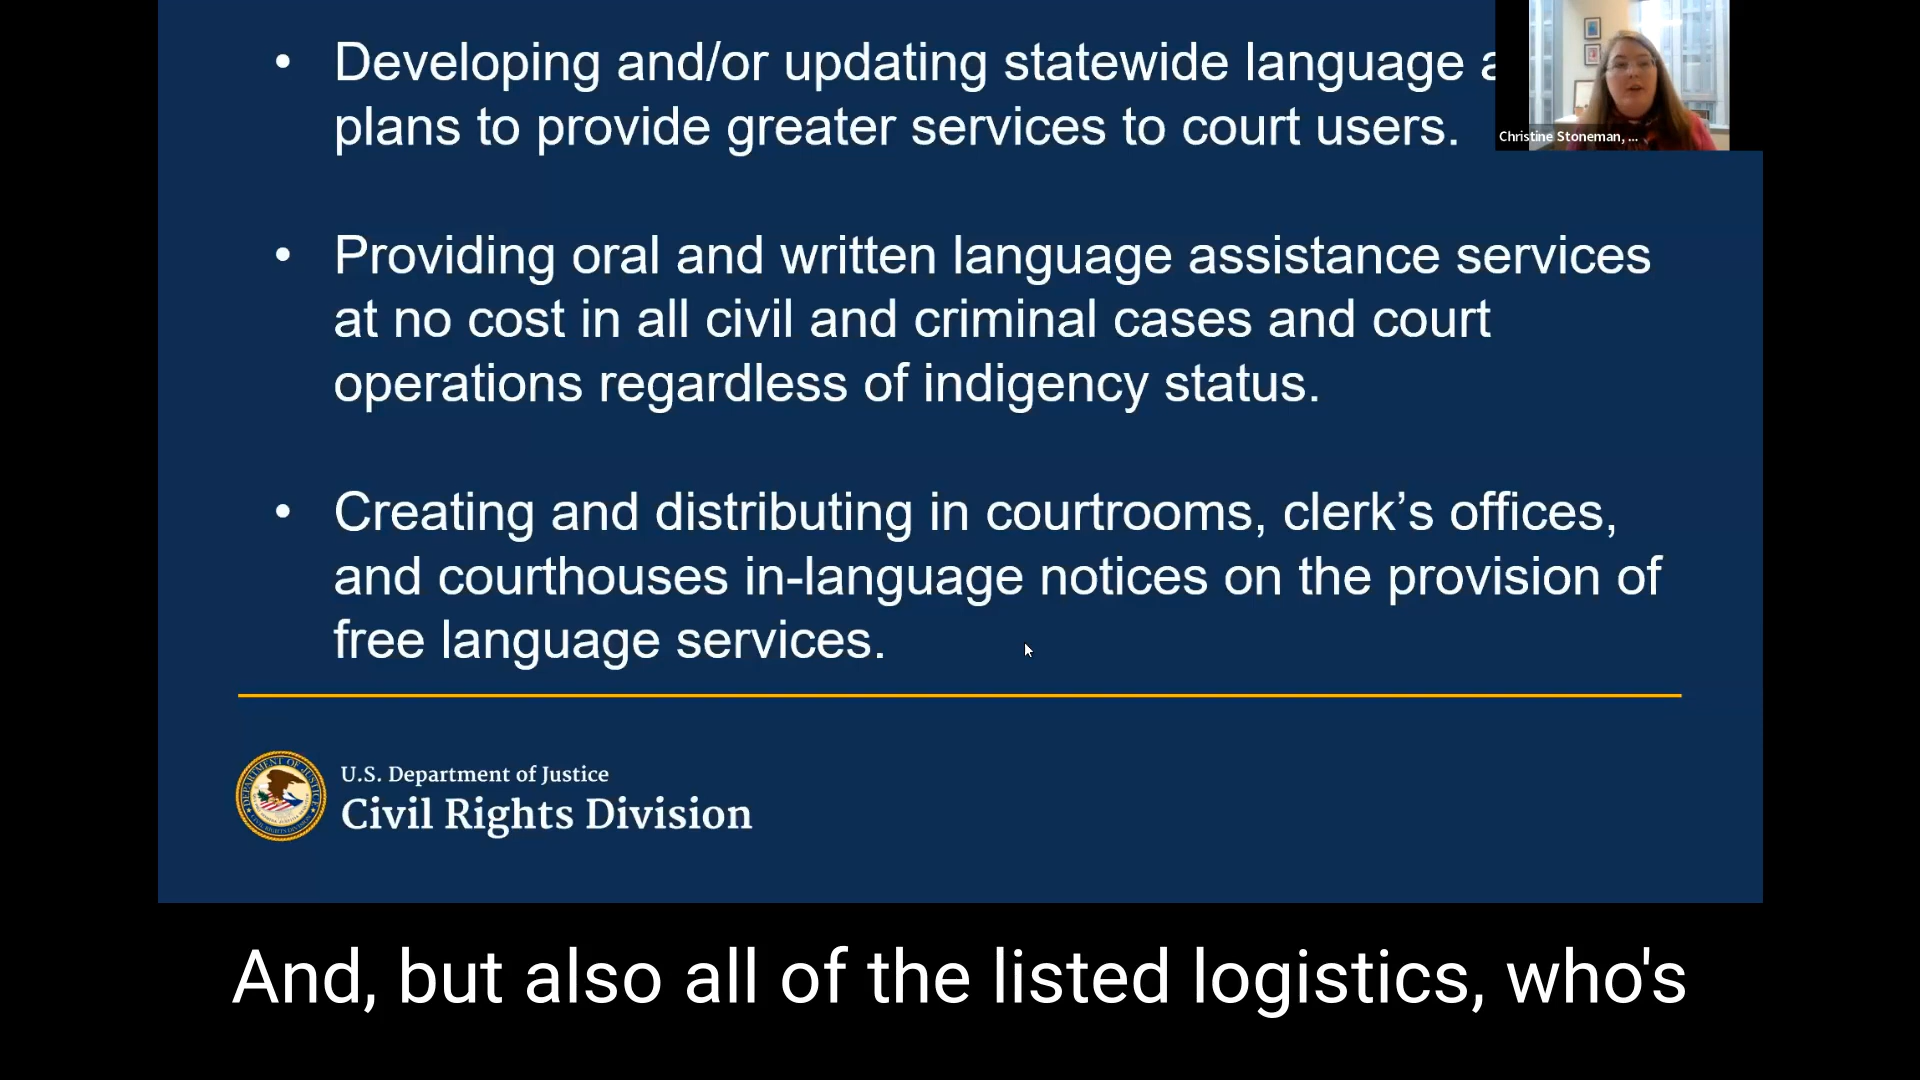 • Developing and/or updating statewide language
plans to provide greater services to court users.
• Providing oral and written language assistance services
at no cost in all civil and criminal cases and court
operations regardless of indigency status.
• Creating and distributing in courtrooms, clerk’s offices,
and courthouses in-language notices on the provision of
free language services.
Christine Stoneman, ...
U.S. Department of Justice
Civil Rights Division
And, but also all of the listed logistics, who's